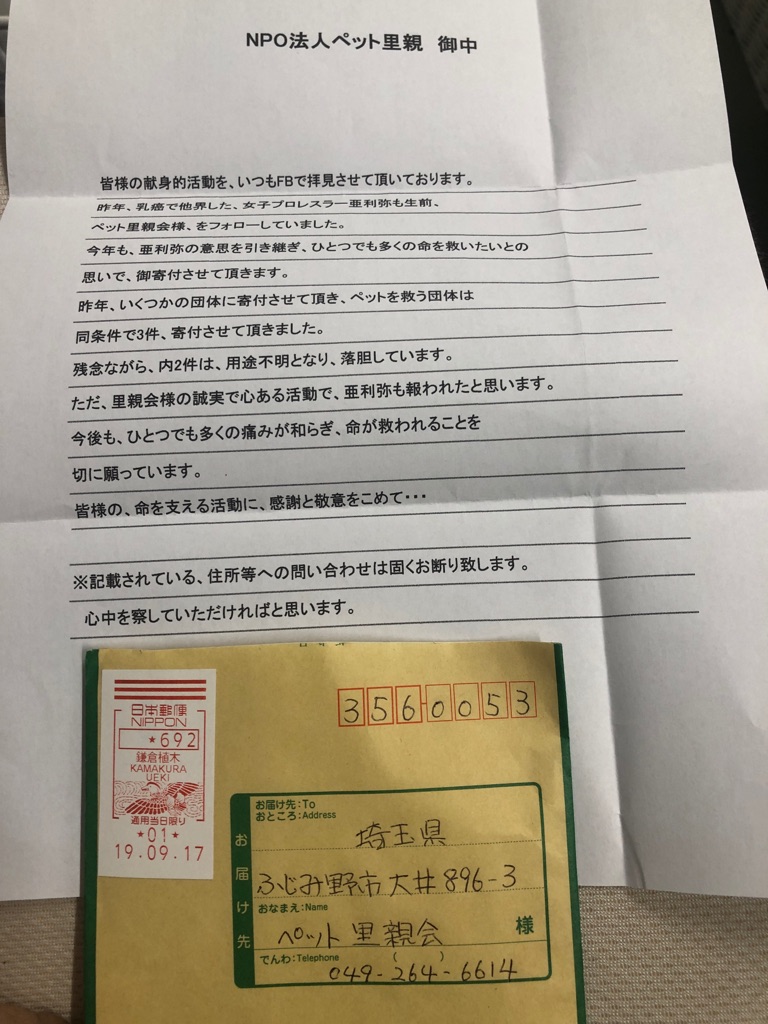 NPO法人ペット里親 御中
皆様の献身的活動を、いつもFBで拝見させて頂いております。
昨年、乳癌で他界した、女子プロレスラー亜利弥も生前、
ペット里親会様、をフォローしていました。
今年も、亜利弥の意思を引き継ぎ、ひとつでも多くの命を救いたいとの
思いで、御寄付させて頂きます。
昨年、いくつかの団体に寄付させて頂き、ペットを救う団体は
同条件で3件、寄付させて頂きました。
残念ながら、内2件は、用途不明となり、落胆しています。
ただ、里親会様の誠実で心ある活動で、亜利弥も報われたと思います。
今後も、ひとつでも多くの痛みが和らぎ、命が救われることを
切に願っています。
皆様の、命を支える活動に、感謝と敬意をこめて・・・
※記載されている、住所等への問い合わせは固くお断り致します。
心中を察していただければと思います。
日本郵便
NIPPON
★692
鎌倉植木
KAMAKURA
UEKI
適用当日限り
★01★
19.09.17
3560053
お届け先
お届け先:To
おところ:Address
埼玉県
ふじみ野市大井896-3
おなまえ:Name
ペット里親会 様
でんわ:Telephone ( )
049-264-6614